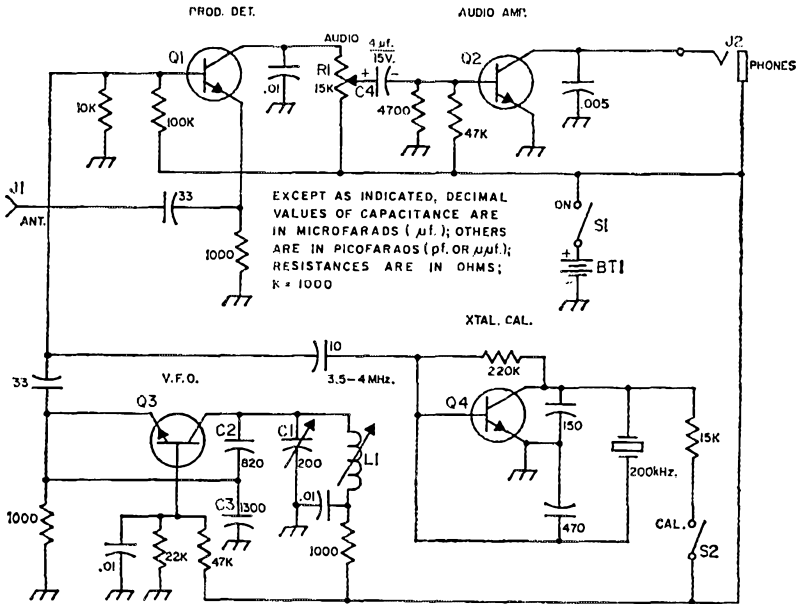 PROD. DET.
AUDIO AMP.
Q1
AUDIO
R1
15K
.01
4 μf.
15V.
+
-
C4
Q2
J2
PHONES
.005
10K
100K
4700
47K
J1
ANT.
33
1000
EXCEPT AS INDICATED, DECIMAL
VALUES OF CAPACITANCE ARE
IN MICROFARADS ( μf.); OTHERS
ARE IN PICOFARADS (pf. OR μμf.);
RESISTANCES ARE IN OHMS;
K = 1000
ON
S1
+
-
BT1
XTAL. CAL.
33
10
3.5-4 MHz.
220K
V.F.O.
Q3
Q4
C2
820
C1
200
L1
150
15K
200kHz.
C3
1300
.01
470
CAL.
S2
1000
.01
22K
47K
1000